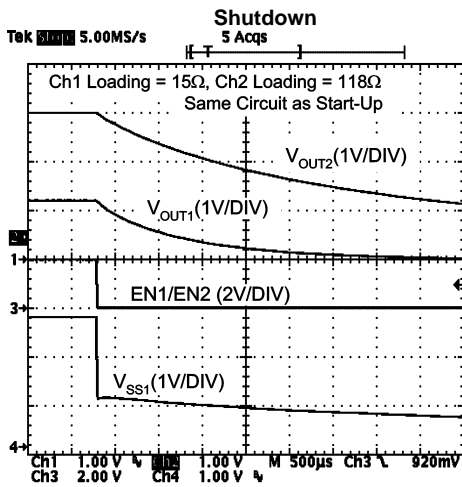 Shutdown
Tek 5.00MS/s 5 Acqs
T
Ch1 Loading = 15Ω, Ch2 Loading = 118Ω
Same Circuit as Start-Up
VOUT2(1V/DIV)
VOUT1(1V/DIV)
1
EN1/EN2 (2V/DIV)
3
VSS1(1V/DIV)
4
Ch1 1.00 V 1.00 V M 500µs Ch3 920mV
Ch3 2.00 V Ch4 1.00 V